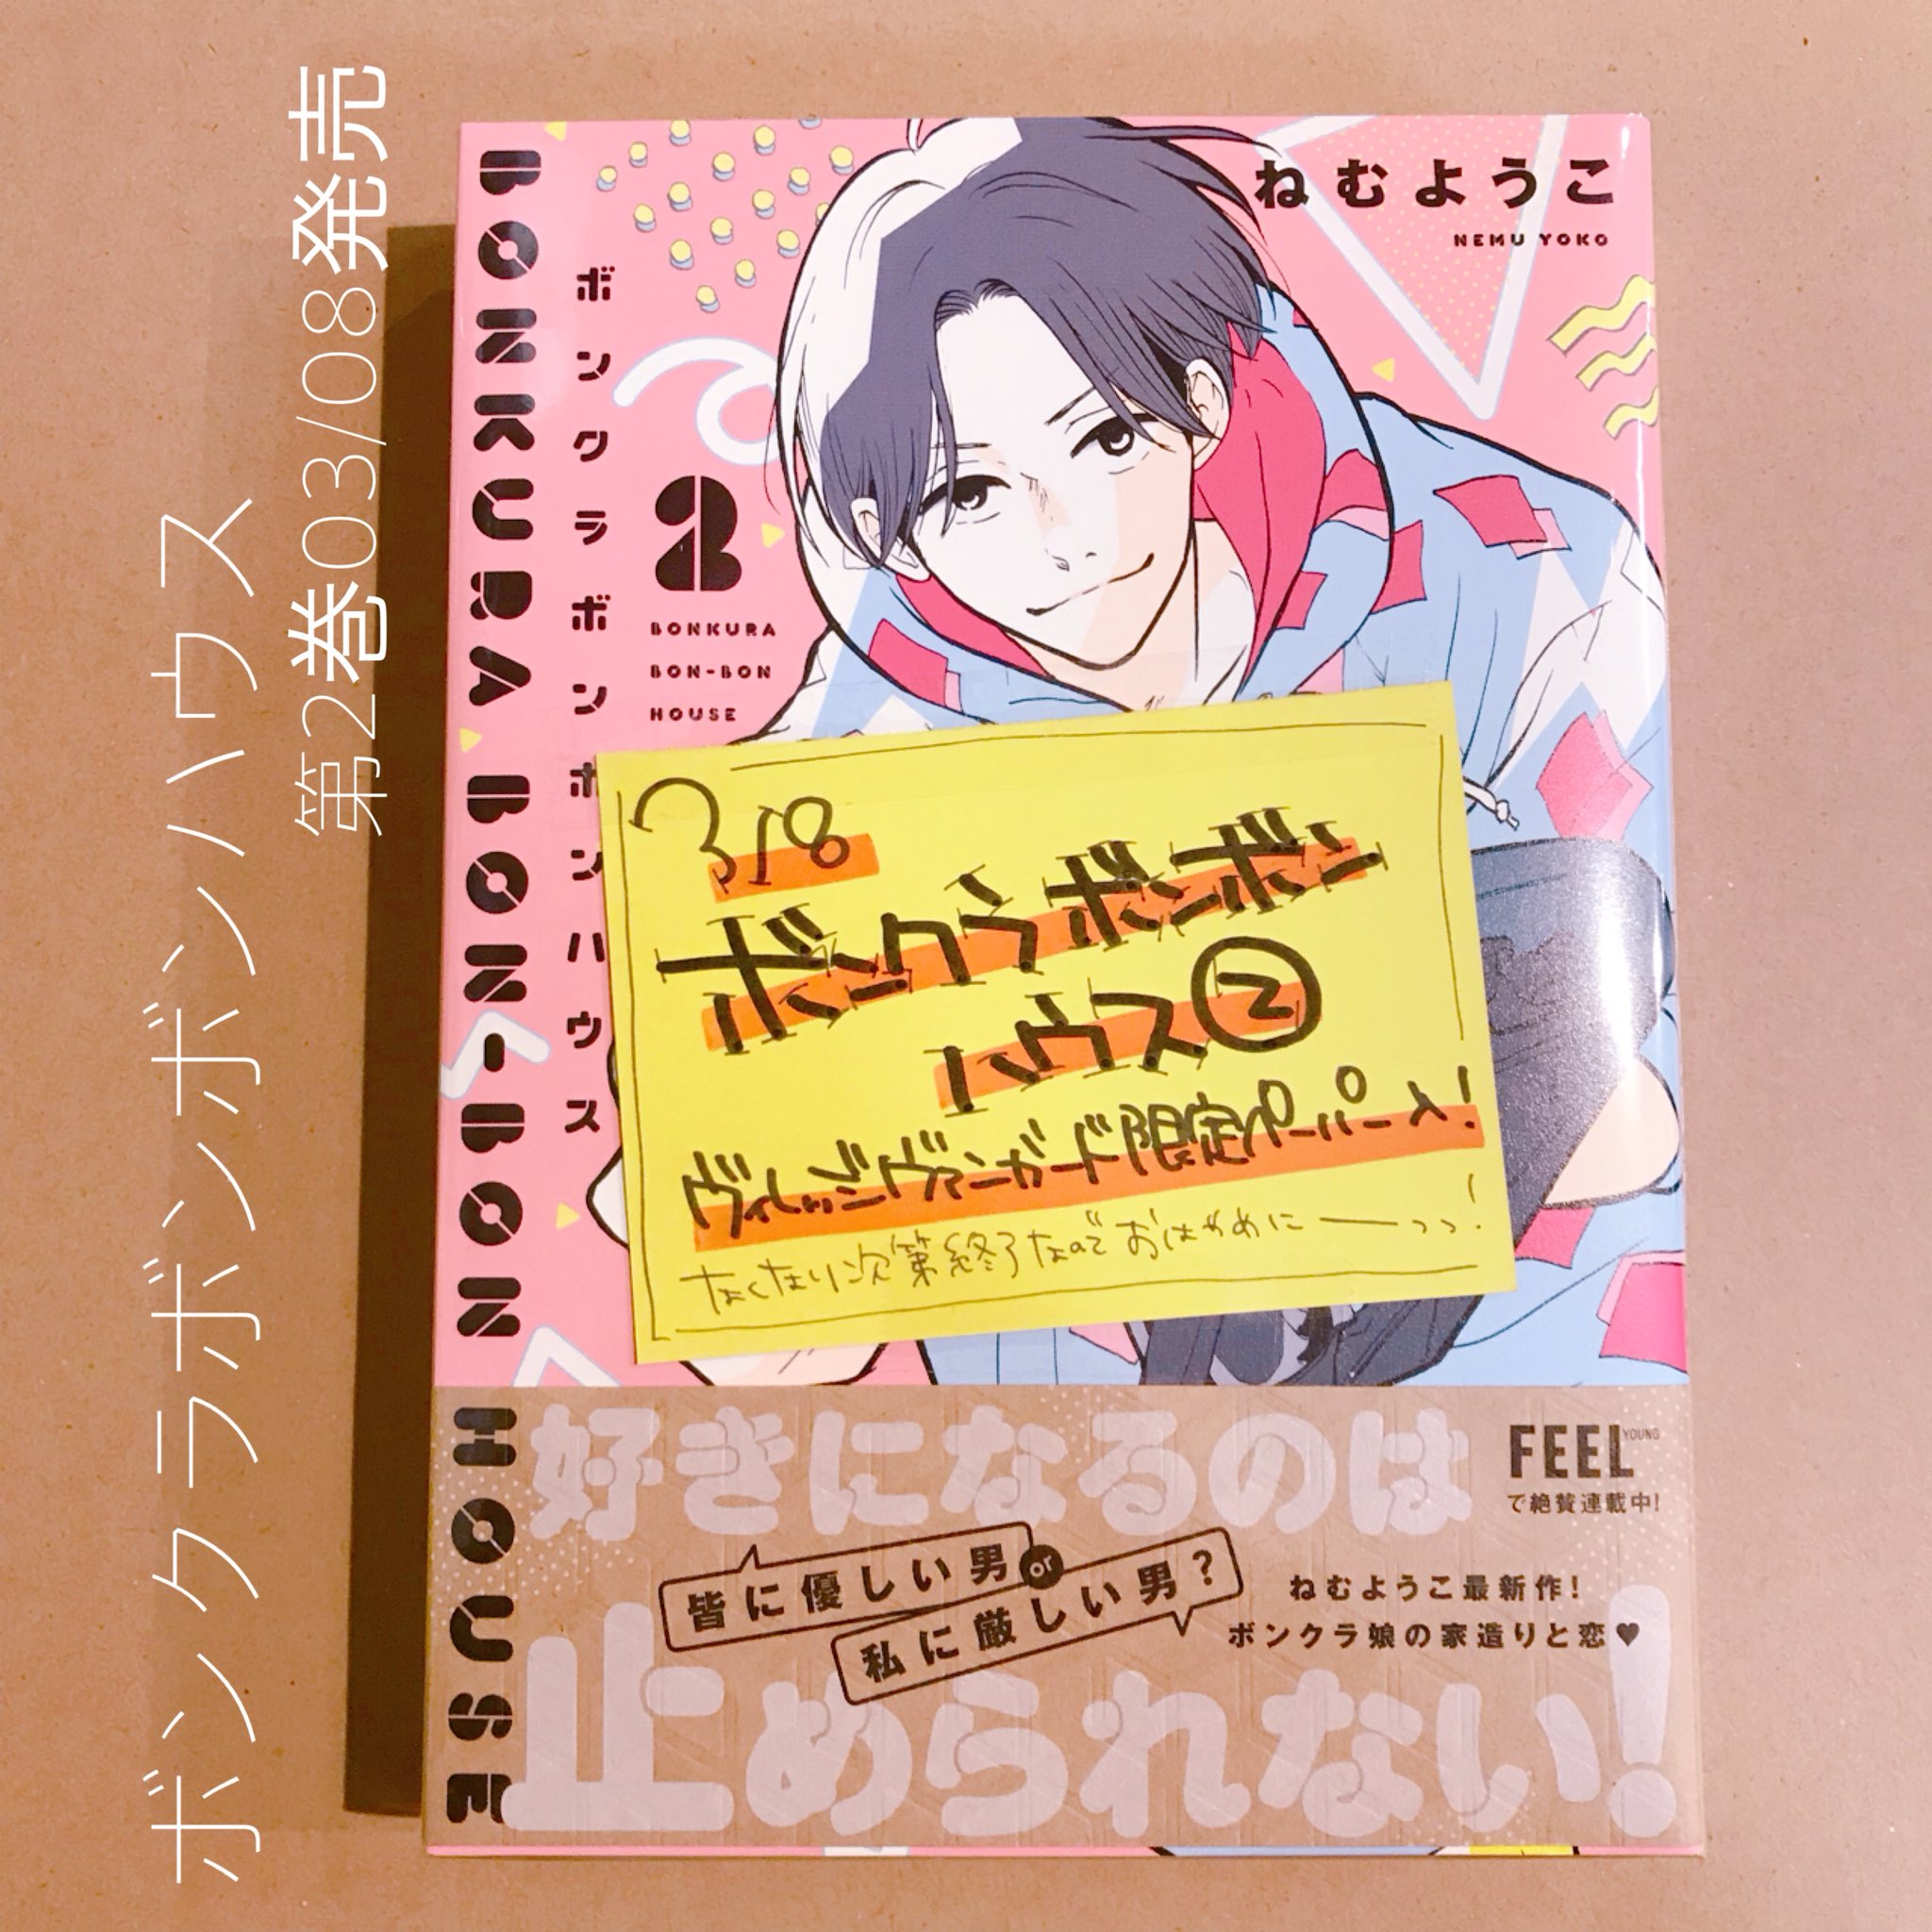 ボンクラボンボンハウス
第2巻03/08発売
BONKURA BON-BON HOUSE
ボンクラボンボンハウス
2
BONKURA
BON-BON
HOUSE
ねむようこ
NEMU YOKO
3/8
ボンクラボンボン
ハウス②
ヴィレッジヴァンガード限定ペーパー
なくなり次第終了なのでおはやめにーーっっ!
好きになるのは
止められない!
皆に優しい男
or
私に厳しい男?
FEEL YOUNG
で絶賛連載中!
ねむようこ最新作!
ボンクラ娘の家造りと恋♥